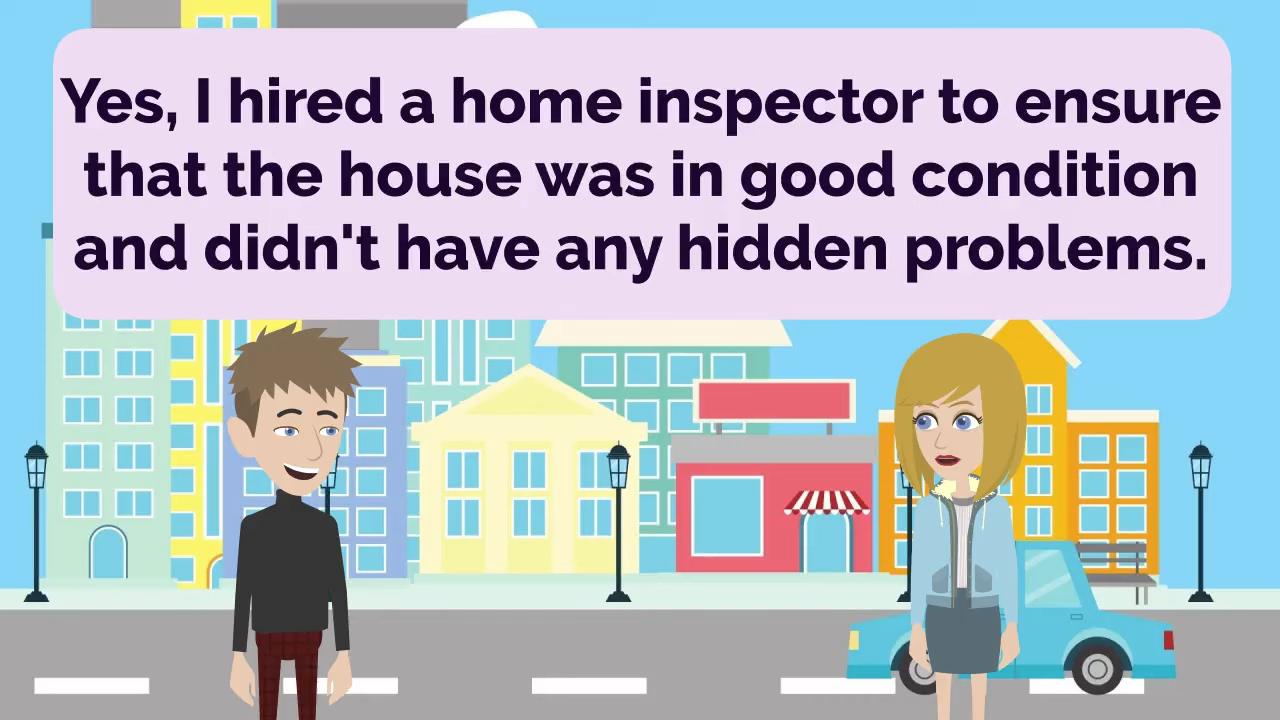 Yes, I hired a home inspector to ensure
that the house was in good condition
and didn't have any hidden problems.